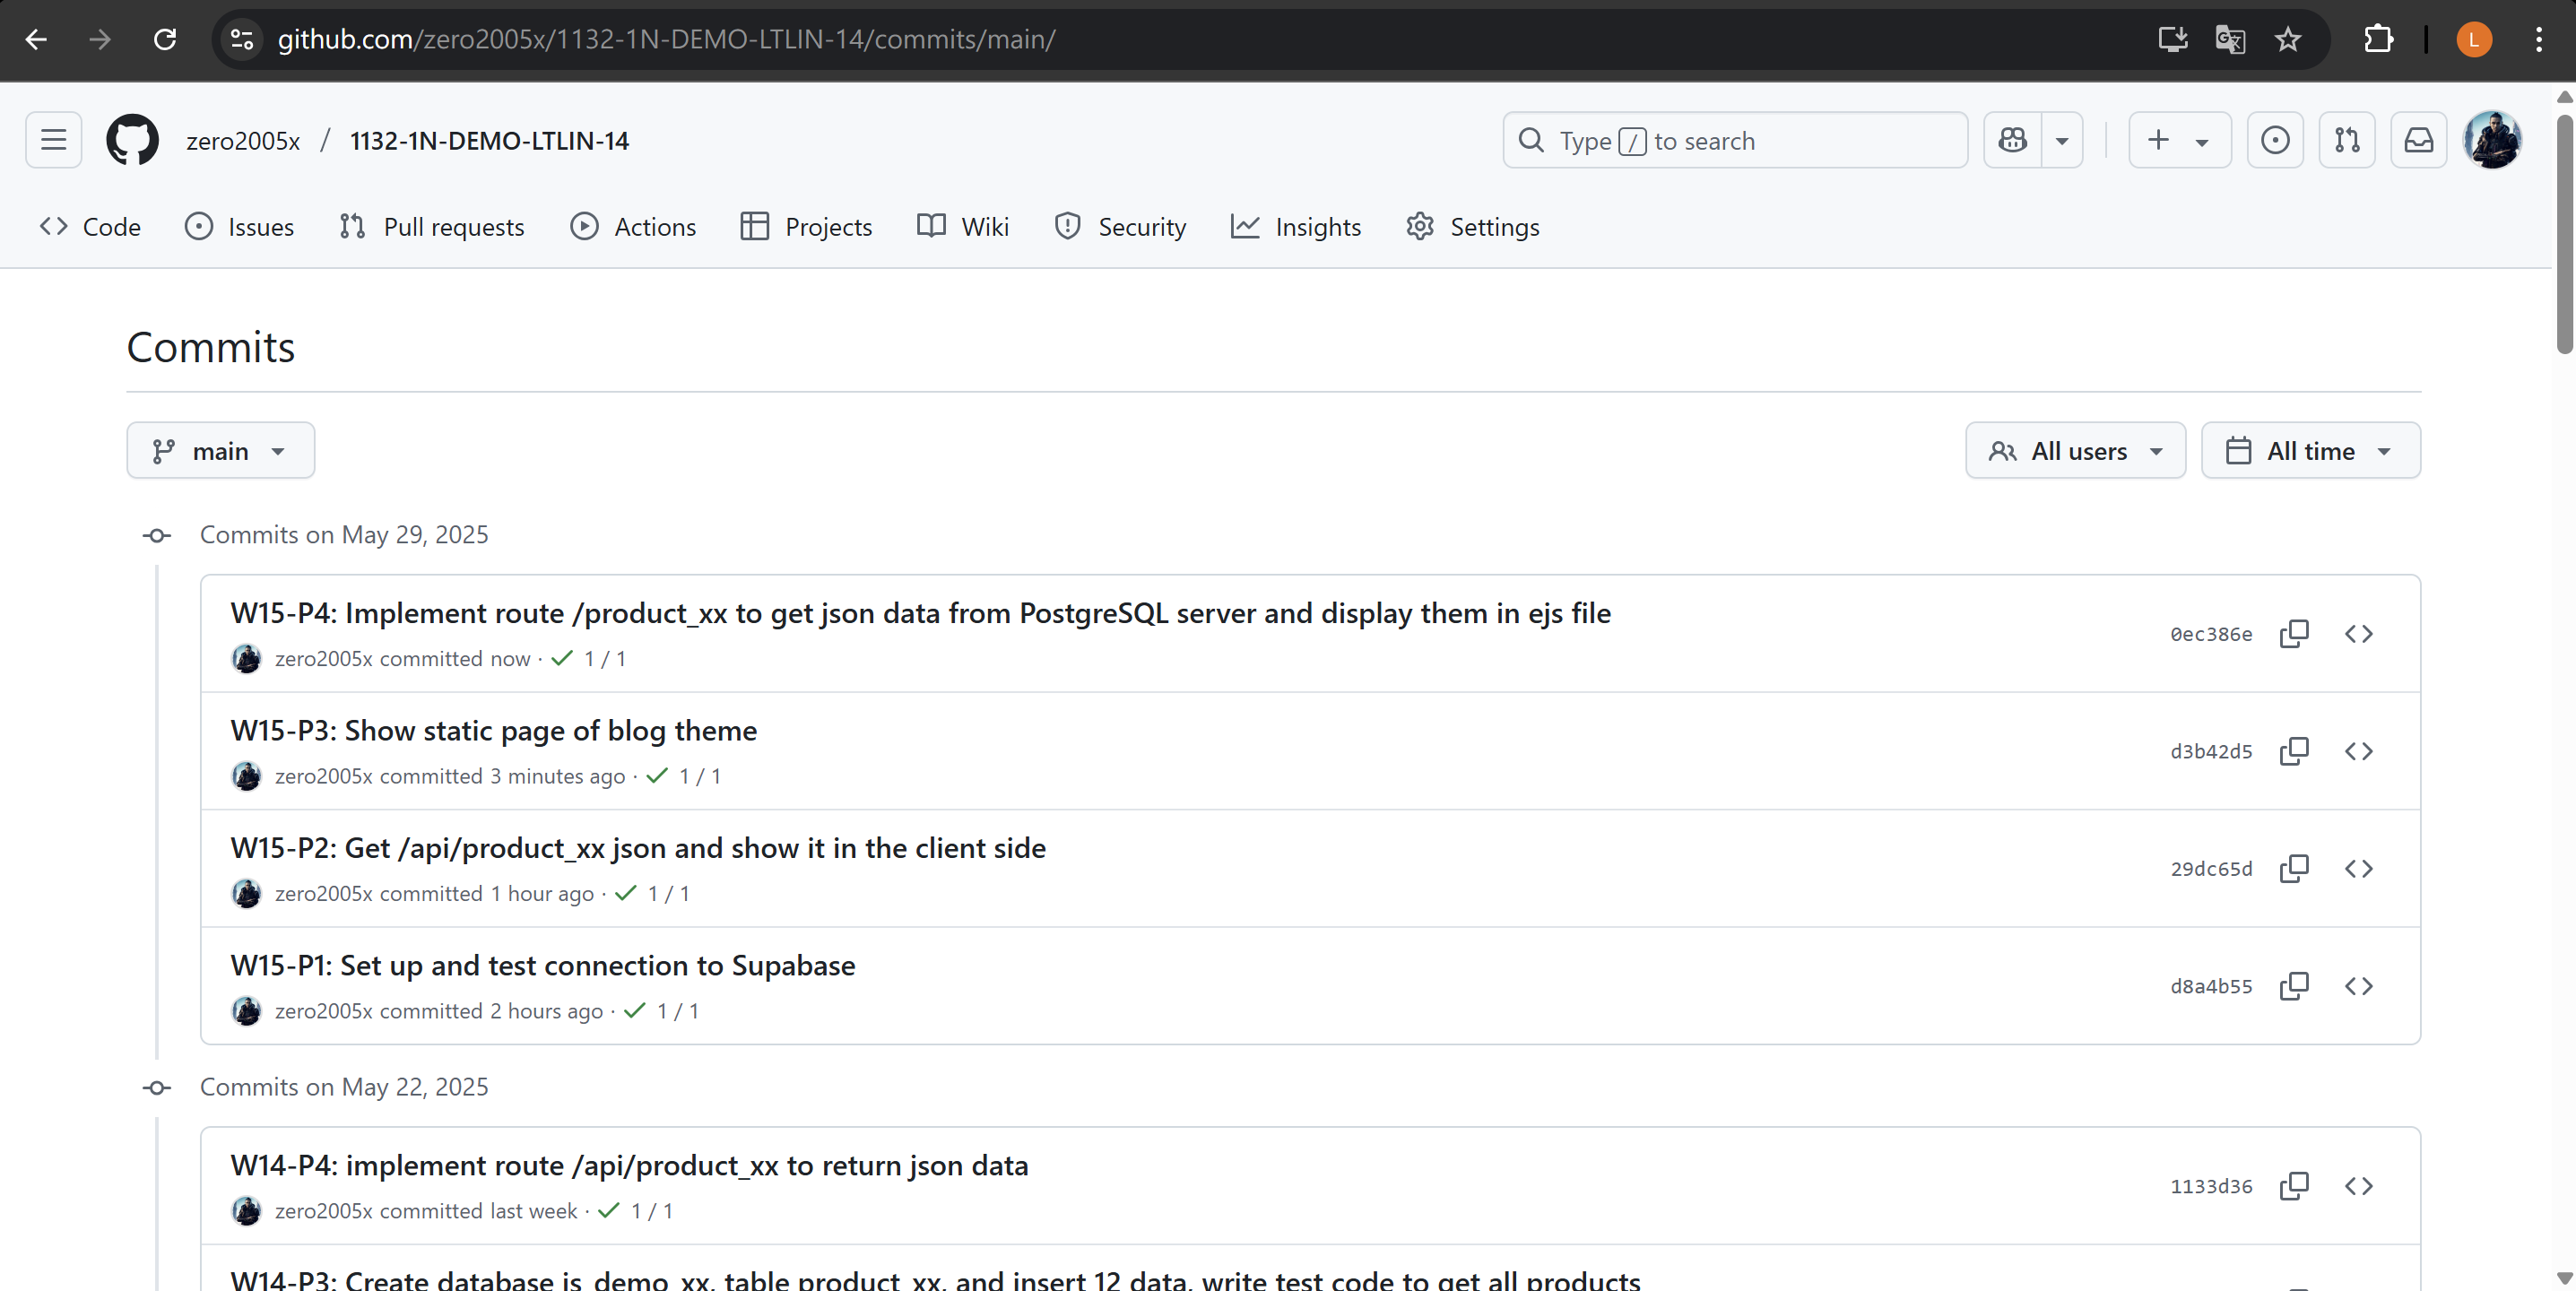 github.com/zero2005x/1132-1N-DEMO-LTLIN-14/commits/main/
L
zero2005x / 1132-1N-DEMO-LTLIN-14
Type / to search
Code Issues Pull requests Actions Projects Wiki Security Insights Settings
Commits
main
All users
All time
Commits on May 29, 2025
W15-P4: Implement route /product_xx to get json data from PostgreSQL server and display them in ejs file
zero2005x committed now · 1 / 1
0ec386e
W15-P3: Show static page of blog theme
zero2005x committed 3 minutes ago · 1 / 1
d3b42d5
W15-P2: Get /api/product_xx json and show it in the client side
zero2005x committed 1 hour ago · 1 / 1
29dc65d
W15-P1: Set up and test connection to Supabase
zero2005x committed 2 hours ago · 1 / 1
d8a4b55
Commits on May 22, 2025
W14-P4: implement route /api/product_xx to return json data
zero2005x committed last week · 1 / 1
1133d36
W14-P3: Create database is_demo_xx, table product_xx, and insert 12 data, write test code to get all products